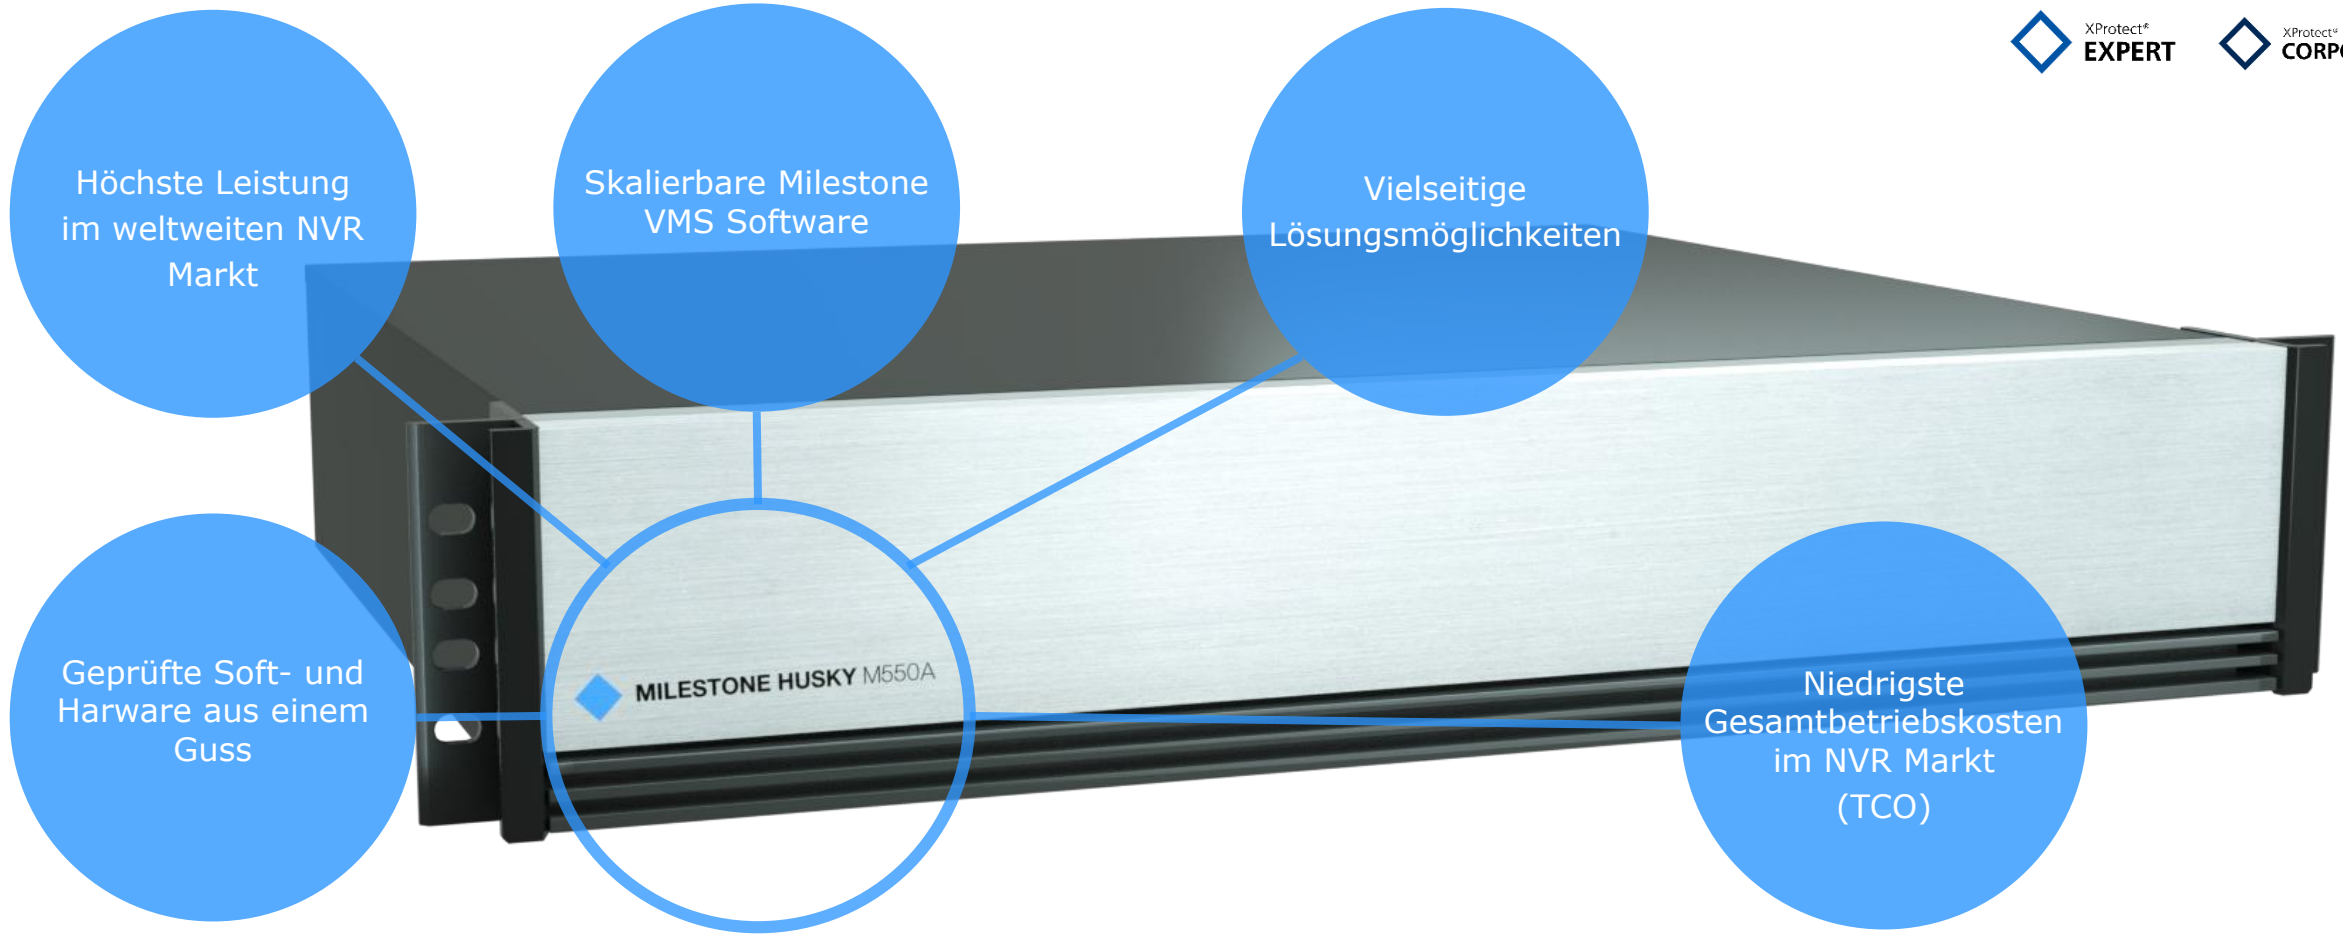 XProtect®
EXPERT
XProtect®
Höchste Leistung
im weltweiten NVR
Markt
Skalierbare Milestone
VMS Software
Vielseitige
Lösungsmöglichkeiten
Geprüfte Soft- und
Harware aus einem
Guss
MILESTONE HUSKY M550A
Niedrigste
Gesamtbetriebskosten
im NVR Markt
(TCO)